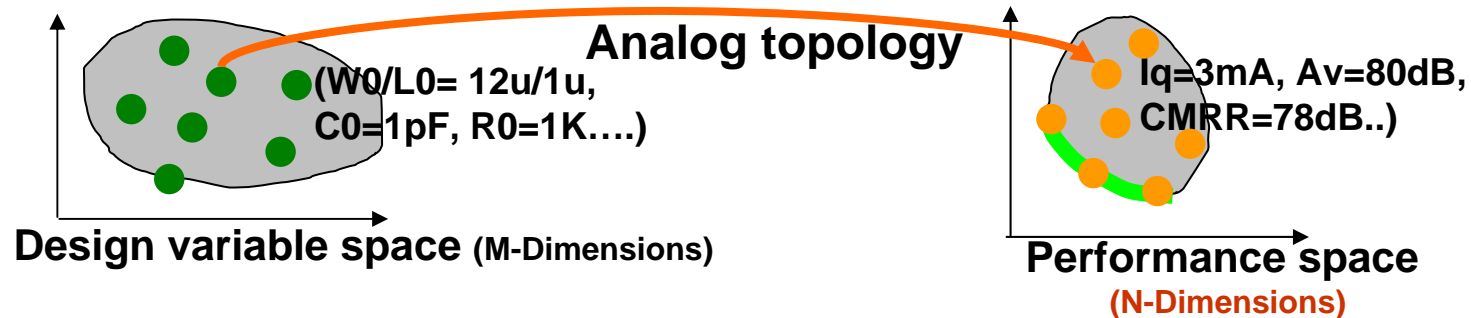 Analog topology
(W0/L0= 12u/1u,
C0=1pF, R0=1K....)
Iq=3mA, Av=80dB,
CMRR=78dB..)
Design variable space (M-Dimensions)
Performance space
(N-Dimensions)